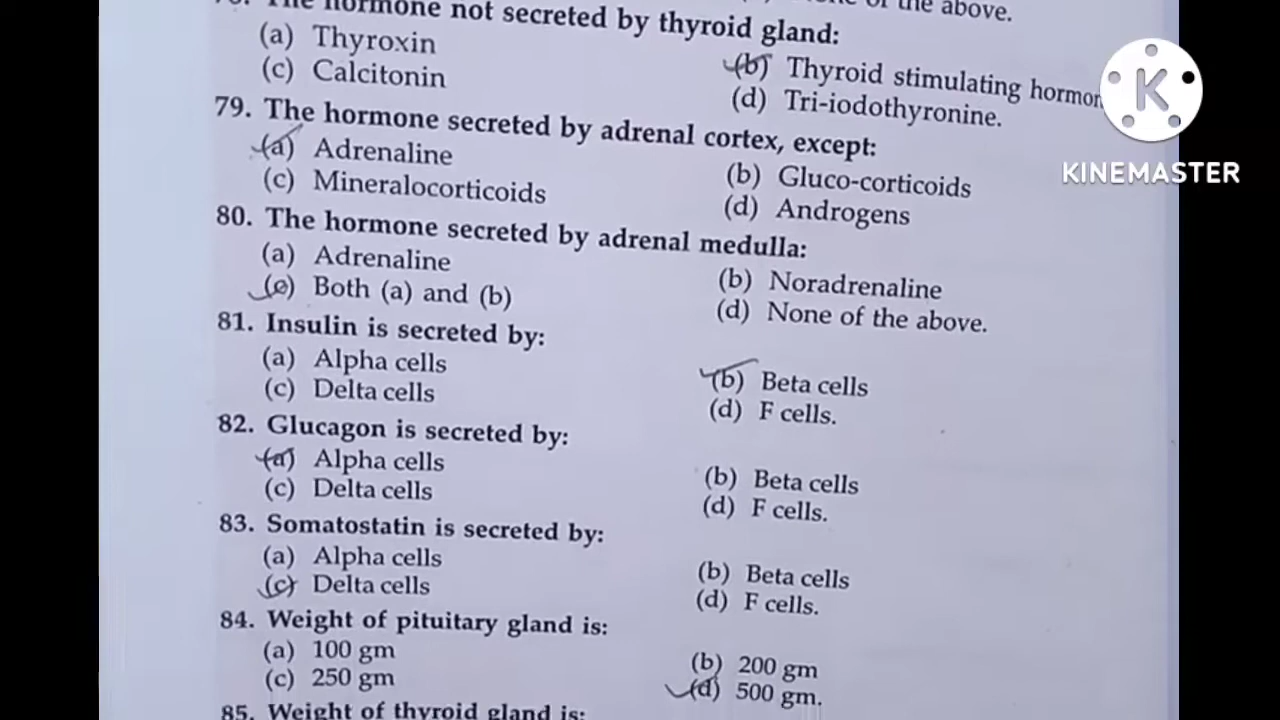 The hormone not secreted by thyroid gland:
of the above.
(a) Thyroxin
(b) Thyroid stimulating hormon
(c) Calcitonin
(d) Tri-iodothyronine.
79. The hormone secreted by adrenal cortex, except:
(a) Adrenaline
(b) Gluco-corticoids
(c) Mineralocorticoids
(d) Androgens
80. The hormone secreted by adrenal medulla:
(a) Adrenaline
(b) Noradrenaline
(c) Both (a) and (b)
(d) None of the above.
81. Insulin is secreted by:
(a) Alpha cells
(b) Beta cells
(c) Delta cells
(d) F cells.
82. Glucagon is secreted by:
(a) Alpha cells
(b) Beta cells
(c) Delta cells
(d) F cells.
83. Somatostatin is secreted by:
(a) Alpha cells
(b) Beta cells
(c) Delta cells
(d) F cells.
84. Weight of pituitary gland is:
(a) 100 gm
(b) 200 gm
(c) 250 gm
(d) 500 gm.
85. Weight of thyroid gland is:
K
KINEMASTER